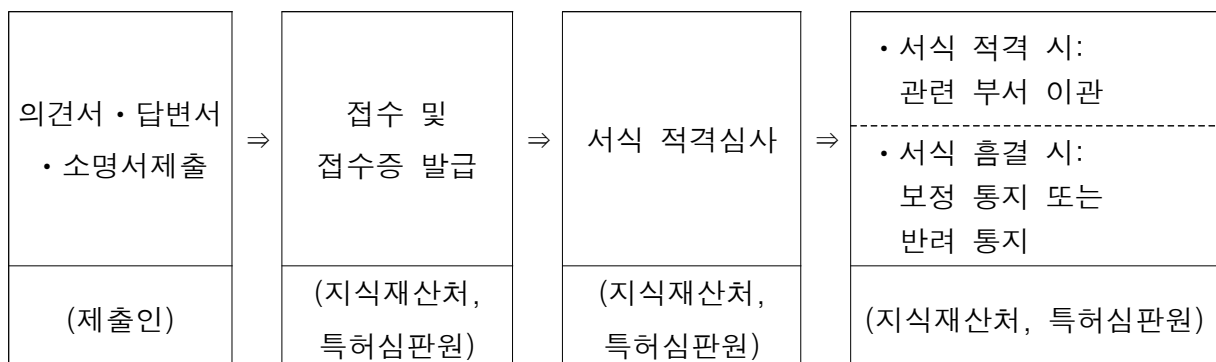 의견서・답변서
・소명서제출
⇒
접수 및
접수증 발급
⇒
서식 적격심사
⇒
・서식 적격 시:
관련 부서 이관
・서식 흠결 시:
보정 통지 또는
반려 통지
(제출인)
(지식재산처,
특허심판원)
(지식재산처,
특허심판원)
(지식재산처, 특허심판원)